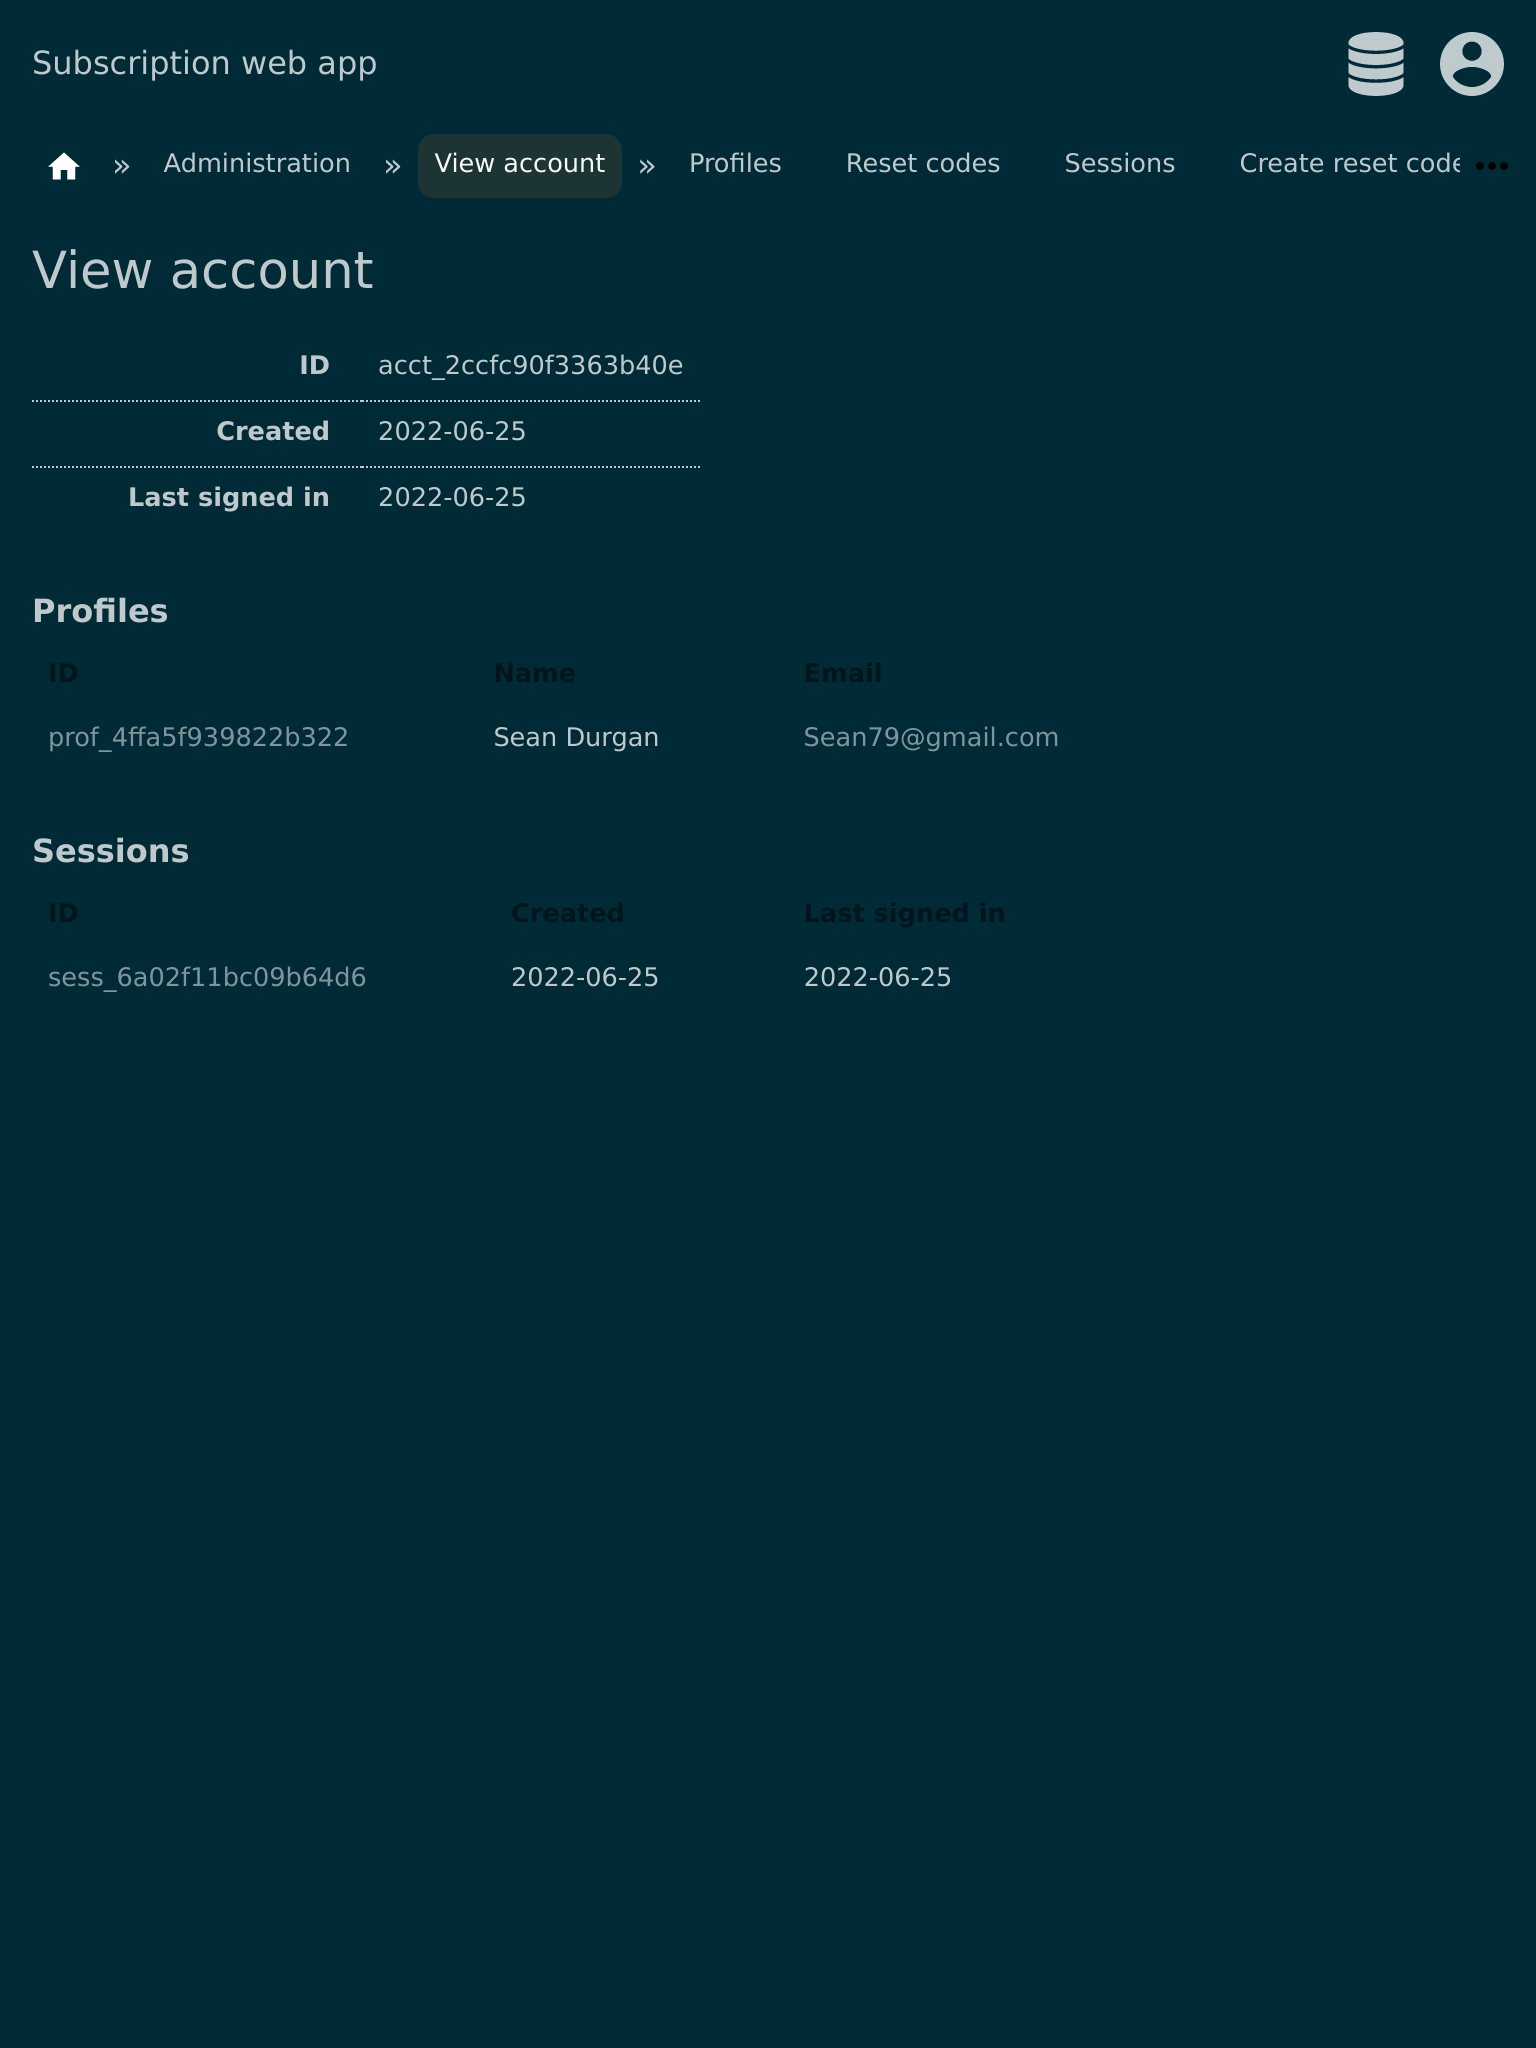 Subscription web app
» Administration » View account » Profiles Reset codes Sessions Create reset code
View account
ID acct_2ccfc90f3363b40e
Created 2022-06-25
Last signed in 2022-06-25
Profiles
ID Name Email
prof_4ffa5f939822b322 Sean Durgan Sean79@gmail.com
Sessions
ID Created Last signed in
sess_6a02f11bc09b64d6 2022-06-25 2022-06-25